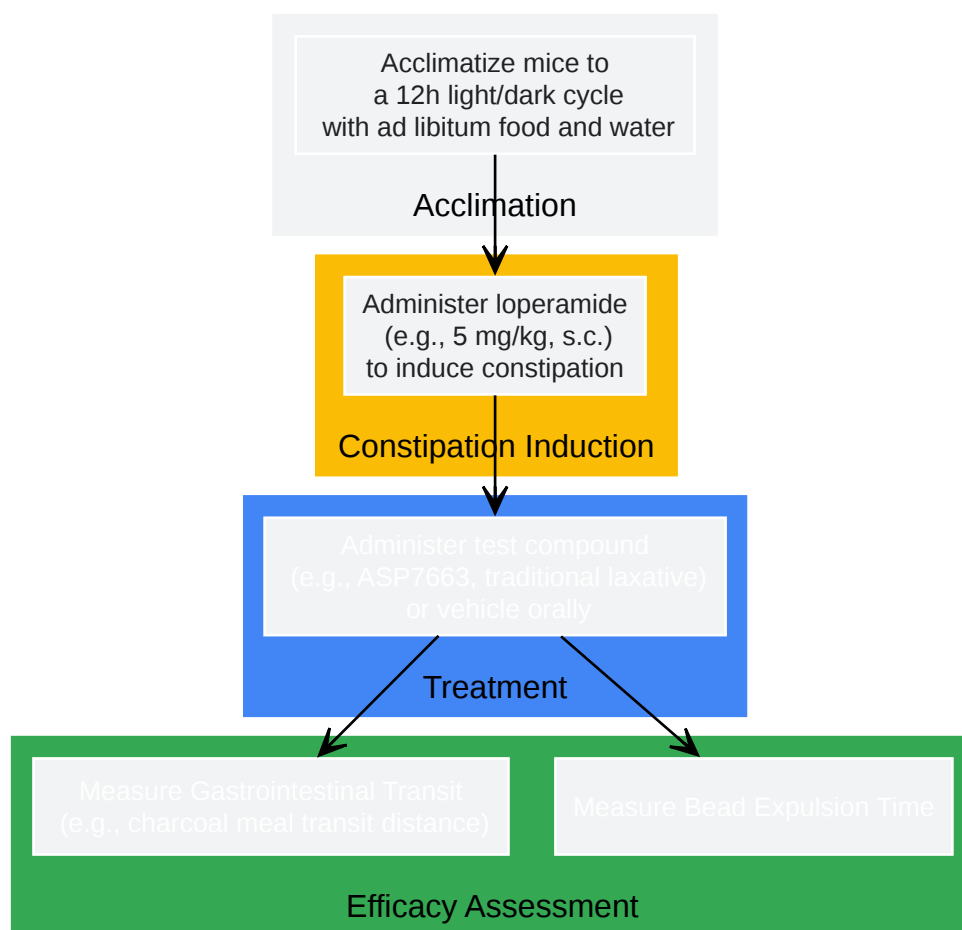 Acclimatize mice to
a 12h light/dark cycle
with ad libitum food and water
Acclimation
Administer loperamide
(e.g., 5 mg/kg, s.c.)
to induce constipation
Constipation Induction
Administer test compound
(e.g., ASP7663, traditional laxative)
or vehicle orally
Treatment
Measure Gastrointestinal Transit
(e.g., charcoal meal transit distance)
Measure Bead Expulsion Time
Efficacy Assessment